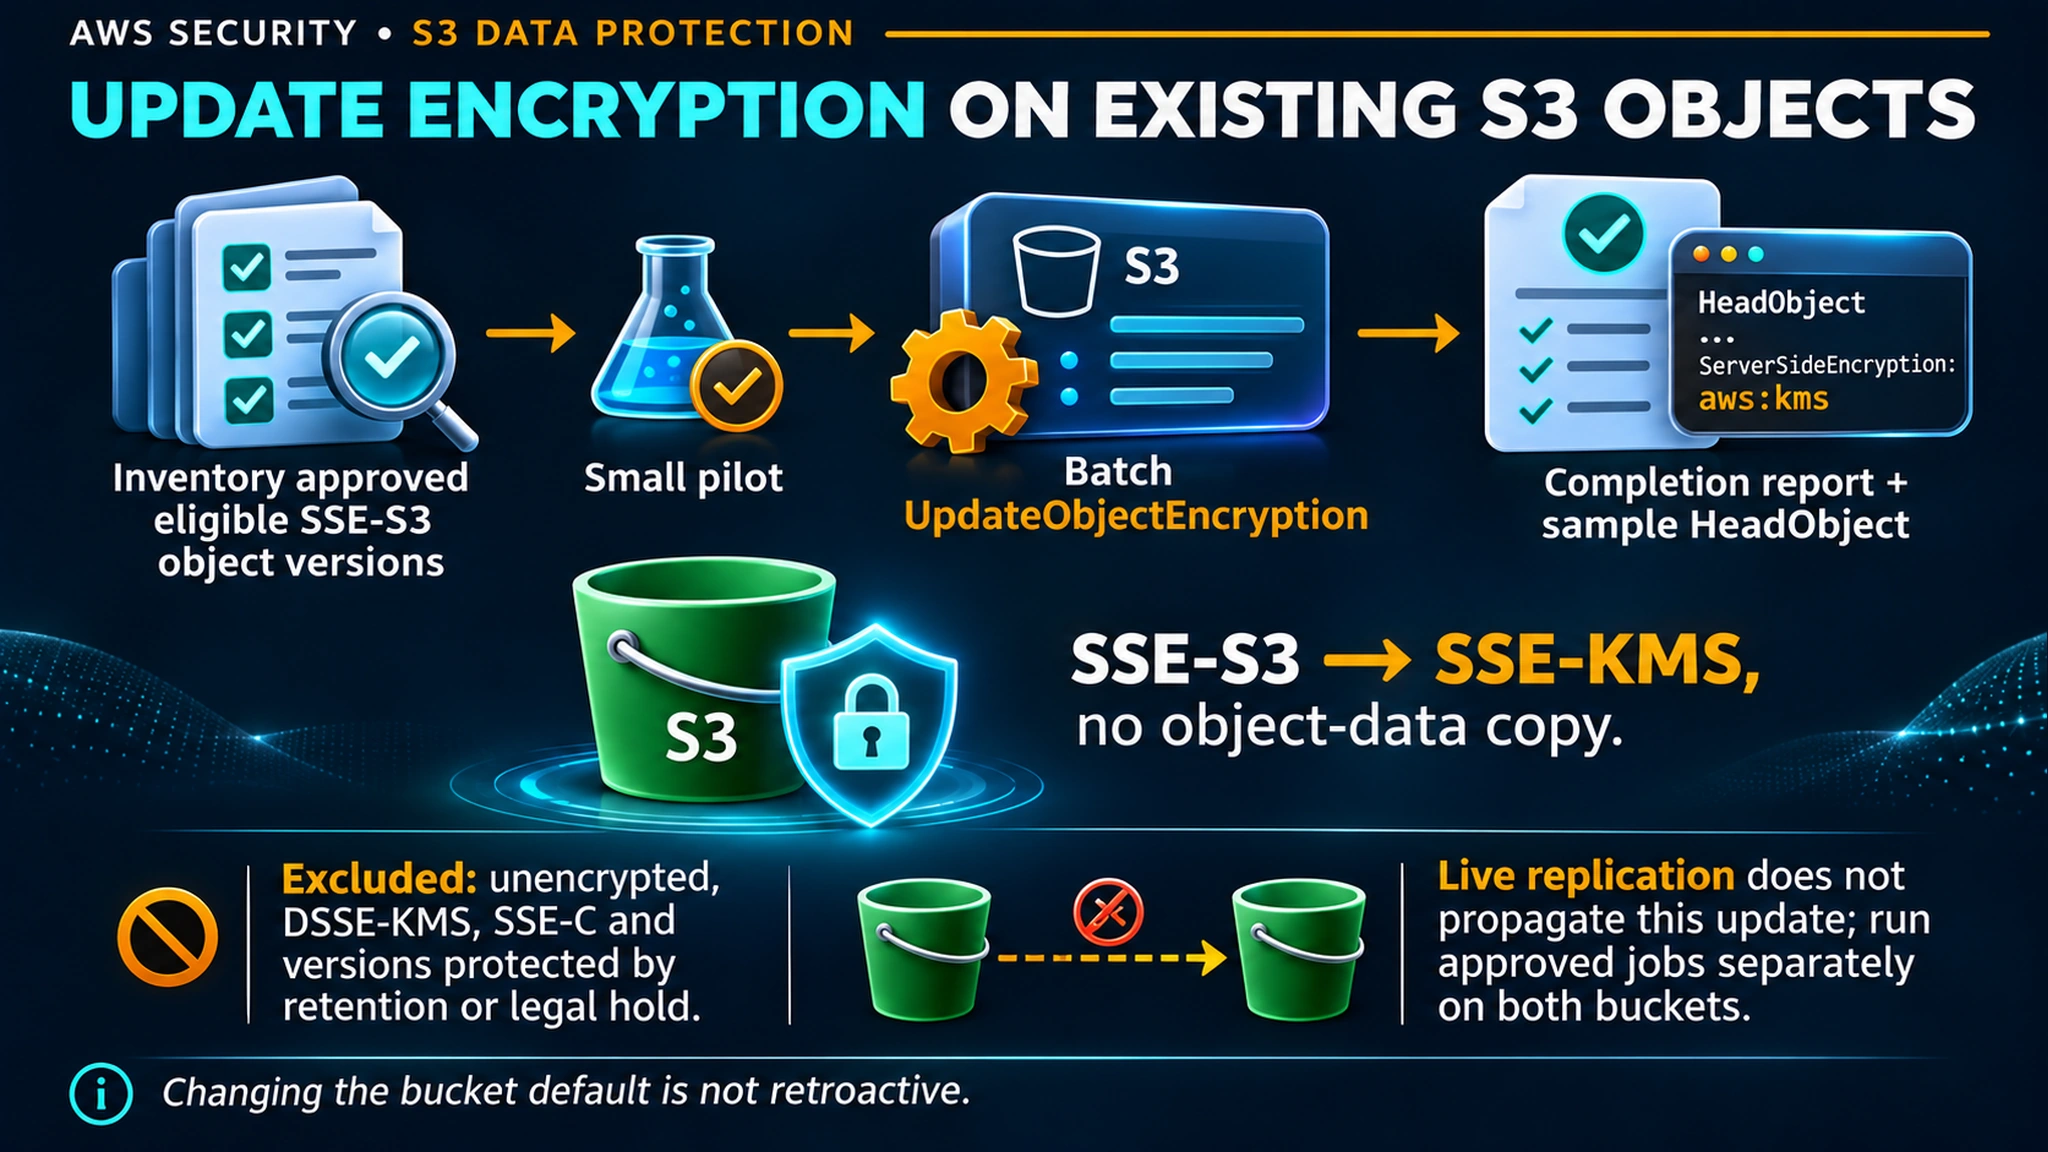 AWS SECURITY • S3 DATA PROTECTION
UPDATE ENCRYPTION ON EXISTING S3 OBJECTS
S3
HeadObject
...
ServerSideEncryption:
aws:kms
Inventory approved
eligible SSE-S3
object versions
Small pilot
Batch
UpdateObjectEncryption
Completion report +
sample HeadObject
S3
SSE-S3 → SSE-KMS,
no object-data copy.
Excluded: unencrypted,
DSSE-KMS, SSE-C and
versions protected by
retention or legal hold.
Live replication does not
propagate this update; run
approved jobs separately
on both buckets.
i
Changing the bucket default is not retroactive.